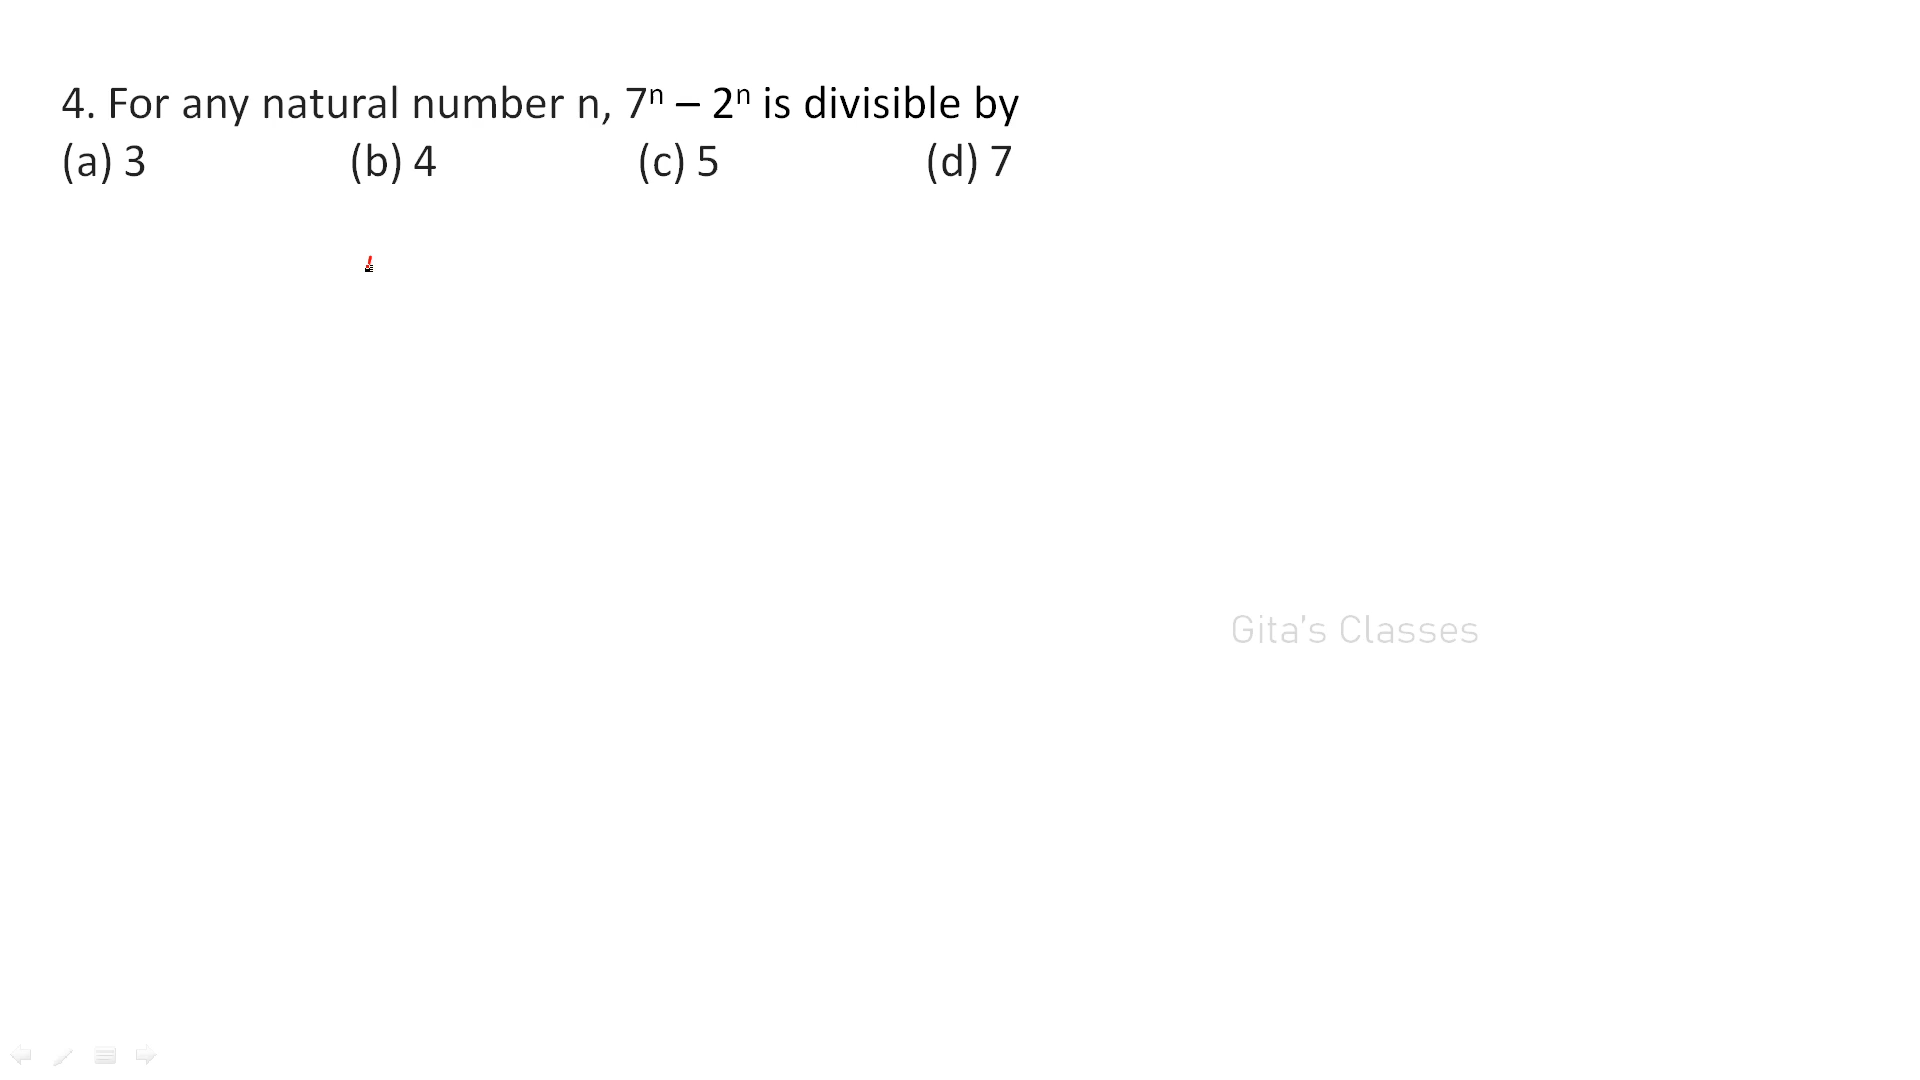 4. For any natural number n, 7ⁿ – 2ⁿ is divisible by
(a) 3 (b) 4 (c) 5 (d) 7
Gita's Classes